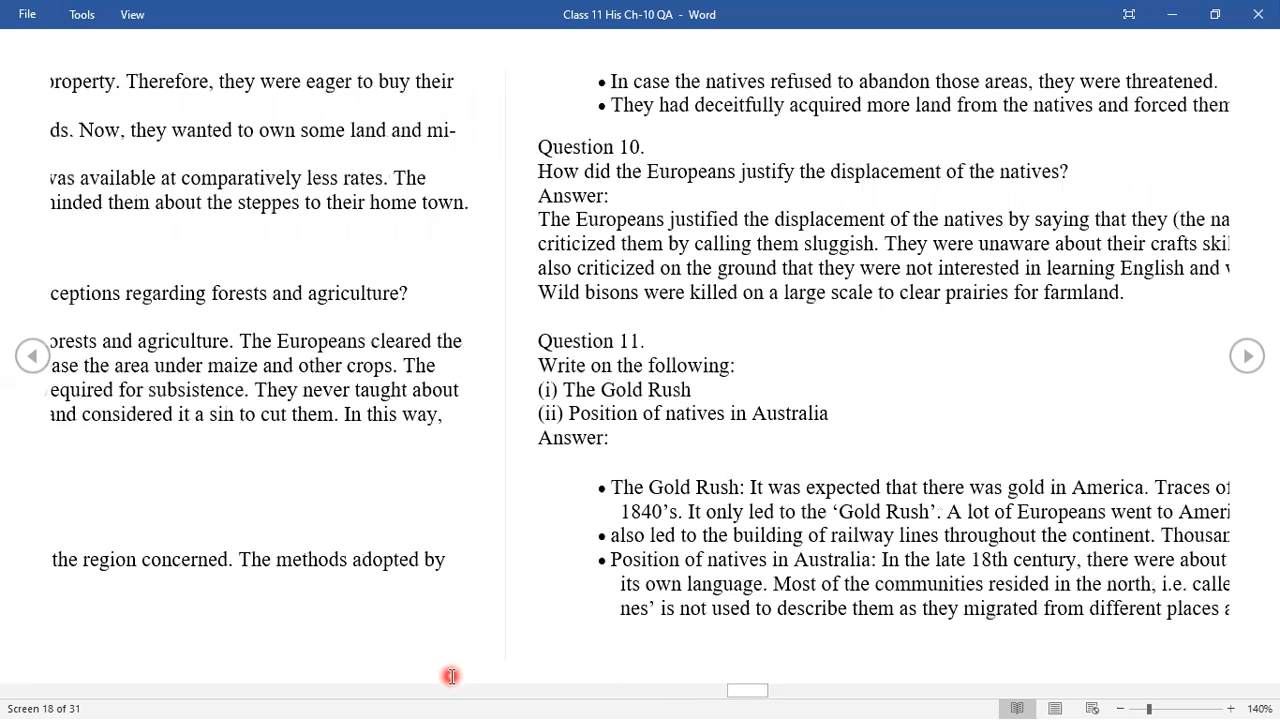 File
Tools
View
Class 11 His Ch-10 QA - Word
property. Therefore, they were eager to buy their
ds. Now, they wanted to own some land and mi-
was available at comparatively less rates. The
minded them about the steppes to their home town.
ceptions regarding forests and agriculture?
orests and agriculture. The Europeans cleared the
ase the area under maize and other crops. The
equired for subsistence. They never taught about
and considered it a sin to cut them. In this way,
the region concerned. The methods adopted by
• In case the natives refused to abandon those areas, they were threatened.
• They had deceitfully acquired more land from the natives and forced them
Question 10.
How did the Europeans justify the displacement of the natives?
Answer:
The Europeans justified the displacement of the natives by saying that they (the na
criticized them by calling them sluggish. They were unaware about their crafts skil
also criticized on the ground that they were not interested in learning English and
Wild bisons were killed on a large scale to clear prairies for farmland.
Question 11.
Write on the following:
(i) The Gold Rush
(ii) Position of natives in Australia
Answer:
• The Gold Rush: It was expected that there was gold in America. Traces of
1840’s. It only led to the ‘Gold Rush’. A lot of Europeans went to Ameri
• also led to the building of railway lines throughout the continent. Thousan
• Position of natives in Australia: In the late 18th century, there were about
its own language. Most of the communities resided in the north, i.e. calle
nes’ is not used to describe them as they migrated from different places a
Screen 18 of 31
140%